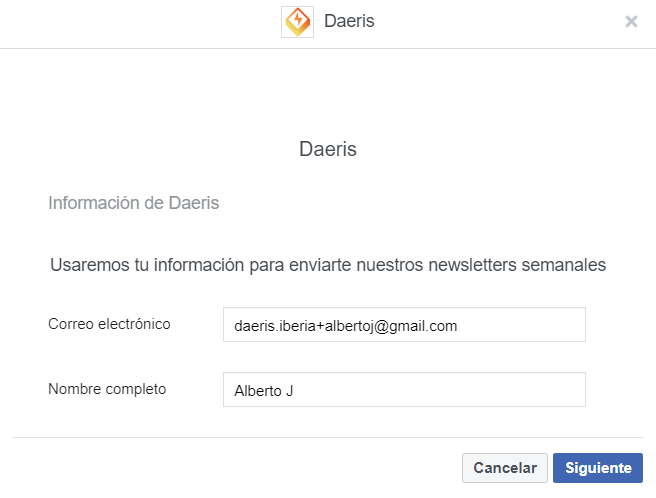 Daeris
Daeris
Información de Daeris
Usaremos tu información para enviarte nuestros newsletters semanales
Correo electrónico
daeris.iberia+albertoj@gmail.com
Nombre completo
Alberto J
Cancelar
Siguiente